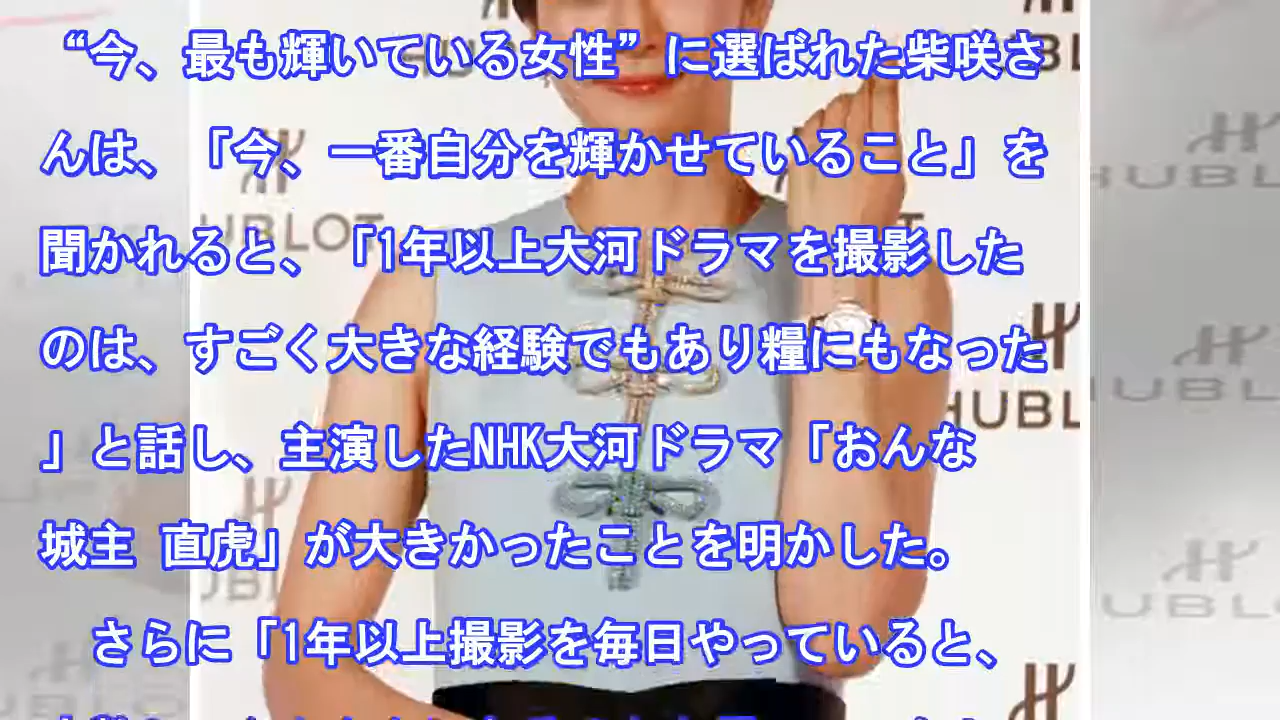 “今、最も輝いている女性”に選ばれた柴咲さ
んは、「今、一番自分を輝かせていること」を
聞かれると、「1年以上大河ドラマを撮影した
のは、すごく大きな経験でもあり糧にもなった
」と話し、主演したNHK大河ドラマ「おんな
城主 直虎」が大きかったことを明かした。
さらに「1年以上撮影を毎日やっていると、
HUBLOT